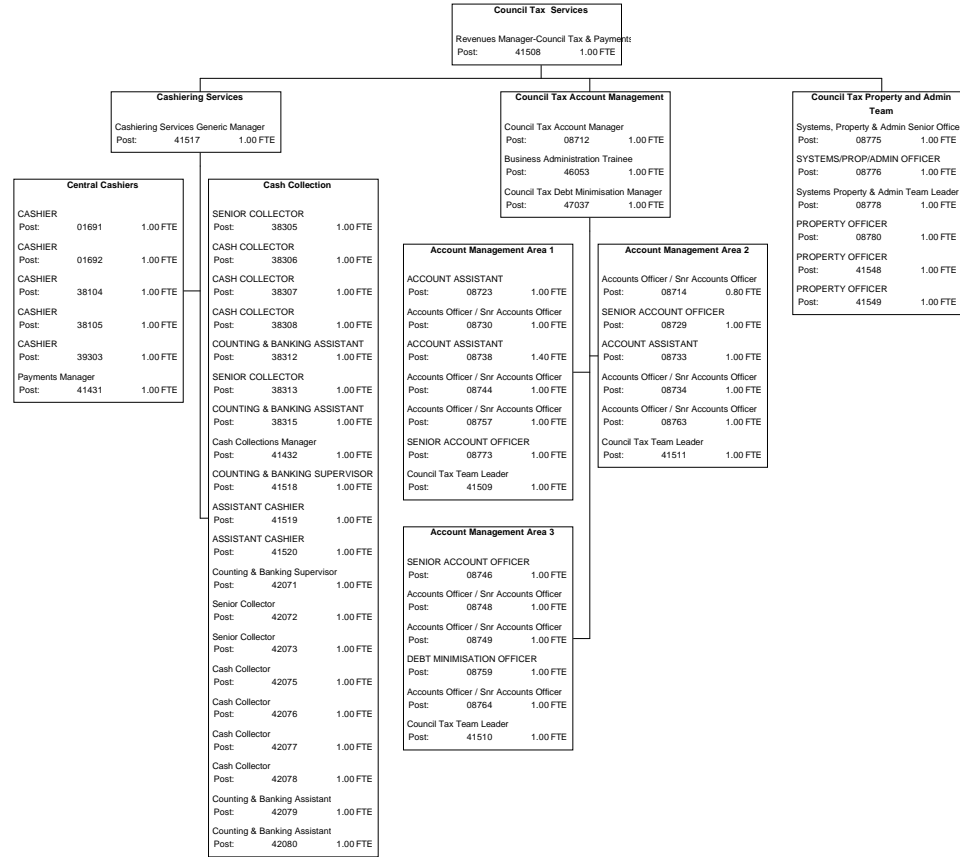 Council Tax Services
Revenues Manager-Council Tax & Payments
Post: 41508 1.00 FTE
Cashiering Services
Cashiering Services Generic Manager
Post: 41517 1.00 FTE
Central Cashiers
CASHIER
Post: 01691 1.00 FTE
CASHIER
Post: 01692 1.00 FTE
CASHIER
Post: 38104 1.00 FTE
CASHIER
Post: 38105 1.00 FTE
CASHIER
Post: 39303 1.00 FTE
Payments Manager
Post: 41431 1.00 FTE
Cash Collection
SENIOR COLLECTOR
Post: 38305 1.00 FTE
CASH COLLECTOR
Post: 38306 1.00 FTE
CASH COLLECTOR
Post: 38307 1.00 FTE
CASH COLLECTOR
Post: 38308 1.00 FTE
COUNTING & BANKING ASSISTANT
Post: 38312 1.00 FTE
SENIOR COLLECTOR
Post: 38313 1.00 FTE
COUNTING & BANKING ASSISTANT
Post: 38315 1.00 FTE
Cash Collections Manager
Post: 41432 1.00 FTE
COUNTING & BANKING SUPERVISOR
Post: 41518 1.00 FTE
ASSISTANT CASHIER
Post: 41519 1.00 FTE
ASSISTANT CASHIER
Post: 41520 1.00 FTE
Counting & Banking Supervisor
Post: 42071 1.00 FTE
Senior Collector
Post: 42072 1.00 FTE
Senior Collector
Post: 42073 1.00 FTE
Cash Collector
Post: 42075 1.00 FTE
Cash Collector
Post: 42076 1.00 FTE
Cash Collector
Post: 42077 1.00 FTE
Cash Collector
Post: 42078 1.00 FTE
Counting & Banking Assistant
Post: 42079 1.00 FTE
Counting & Banking Assistant
Post: 42080 1.00 FTE
Council Tax Account Management
Council Tax Account Manager
Post: 08712 1.00 FTE
Business Administration Trainee
Post: 46053 1.00 FTE
Council Tax Debt Minimisation Manager
Post: 47037 1.00 FTE
Account Management Area 1
ACCOUNT ASSISTANT
Post: 08723 1.00 FTE
Accounts Officer / Snr Accounts Officer
Post: 08730 1.00 FTE
ACCOUNT ASSISTANT
Post: 08738 1.40 FTE
Accounts Officer / Snr Accounts Officer
Post: 08744 1.00 FTE
Accounts Officer / Snr Accounts Officer
Post: 08757 1.00 FTE
SENIOR ACCOUNT OFFICER
Post: 08773 1.00 FTE
Council Tax Team Leader
Post: 41509 1.00 FTE
Account Management Area 2
Accounts Officer / Snr Accounts Officer
Post: 08714 0.80 FTE
SENIOR ACCOUNT OFFICER
Post: 08729 1.00 FTE
ACCOUNT ASSISTANT
Post: 08733 1.00 FTE
Accounts Officer / Snr Accounts Officer
Post: 08734 1.00 FTE
Accounts Officer / Snr Accounts Officer
Post: 08763 1.00 FTE
Council Tax Team Leader
Post: 41511 1.00 FTE
Account Management Area 3
SENIOR ACCOUNT OFFICER
Post: 08746 1.00 FTE
Accounts Officer / Snr Accounts Officer
Post: 08748 1.00 FTE
Accounts Officer / Snr Accounts Officer
Post: 08749 1.00 FTE
DEBT MINIMISATION OFFICER
Post: 08759 1.00 FTE
Accounts Officer / Snr Accounts Officer
Post: 08764 1.00 FTE
Council Tax Team Leader
Post: 41510 1.00 FTE
Council Tax Property and Admin
Team
Systems, Property & Admin Senior Office
Post: 08775 1.00 FTE
SYSTEMS/PROP/ADMIN OFFICER
Post: 08776 1.00 FTE
Systems Property & Admin Team Leader
Post: 08778 1.00 FTE
PROPERTY OFFICER
Post: 08780 1.00 FTE
PROPERTY OFFICER
Post: 41548 1.00 FTE
PROPERTY OFFICER
Post: 41549 1.00 FTE